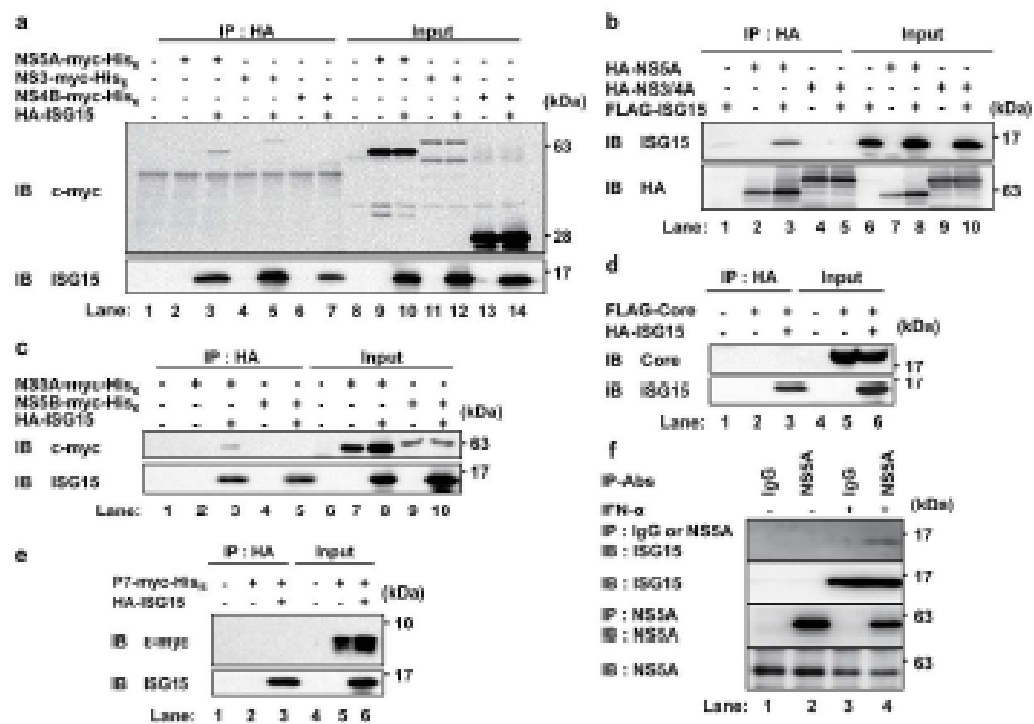 a
IP : HA Input
NS5A-myc-His6 - + + - - - - - + + - - - -
NS3-myc-His6 - - - + + - - - - - + + - -
NS4B-myc-His6 - - - - - + + - - - - - + +
HA-ISG15 - - + - + - + - - + - + - +
(kDa)
63
IB c-myc
28
IB ISG15 17
Lane: 1 2 3 4 5 6 7 8 9 10 11 12 13 14
b
IP : HA Input
HA-NS5A - + + - - - + + - -
HA-NS3/4A - - - + + - - - + +
FLAG-ISG15 + - + - + + - + - +
(kDa)
IB ISG15 17
IB HA 63
Lane: 1 2 3 4 5 6 7 8 9 10
c
IP : HA Input
NS5A-myc-His6 - + + - - - + + - -
NS5B-myc-His6 - - - + + - - - + +
HA-ISG15 - - + - + - - + - +
(kDa)
IB c-myc 63
IB ISG15 17
Lane: 1 2 3 4 5 6 7 8 9 10
d
IP : HA Input
FLAG-Core - + + - + +
HA-ISG15 - - + - - +
(kDa)
IB Core 17
IB ISG15 17
Lane: 1 2 3 4 5 6
e
IP : HA Input
P7-myc-His6 - + + - + +
HA-ISG15 - - + - - +
(kDa)
IB c-myc 10
IB ISG15 17
Lane: 1 2 3 4 5 6
f
IP-Abs IgG NS5A IgG NS5A
IFN-α - - + +
(kDa)
IP : IgG or NS5A 17
IB : ISG15
IB : ISG15 17
IP : NS5A 63
IB : NS5A
IB : NS5A 63
Lane: 1 2 3 4